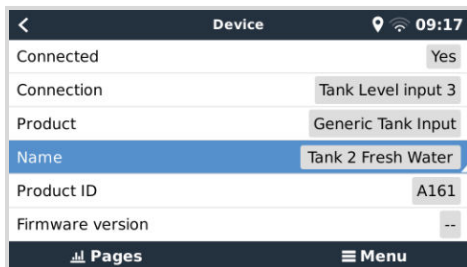 Device 09:17
Connected Yes
Connection Tank Level input 3
Product Generic Tank Input
Name Tank 2 Fresh Water
Product ID A161
Firmware version --
Pages Menu